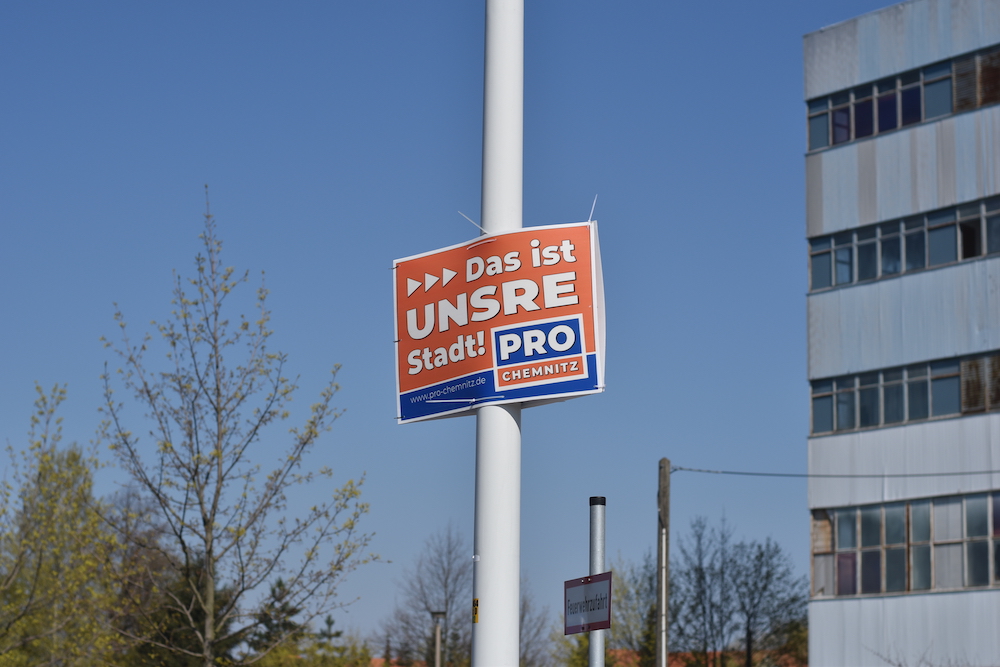 Das ist
UNSRE
Stadt!
PRO
CHEMNITZ
www.pro-chemnitz.de
Feuerwehrzufahrt